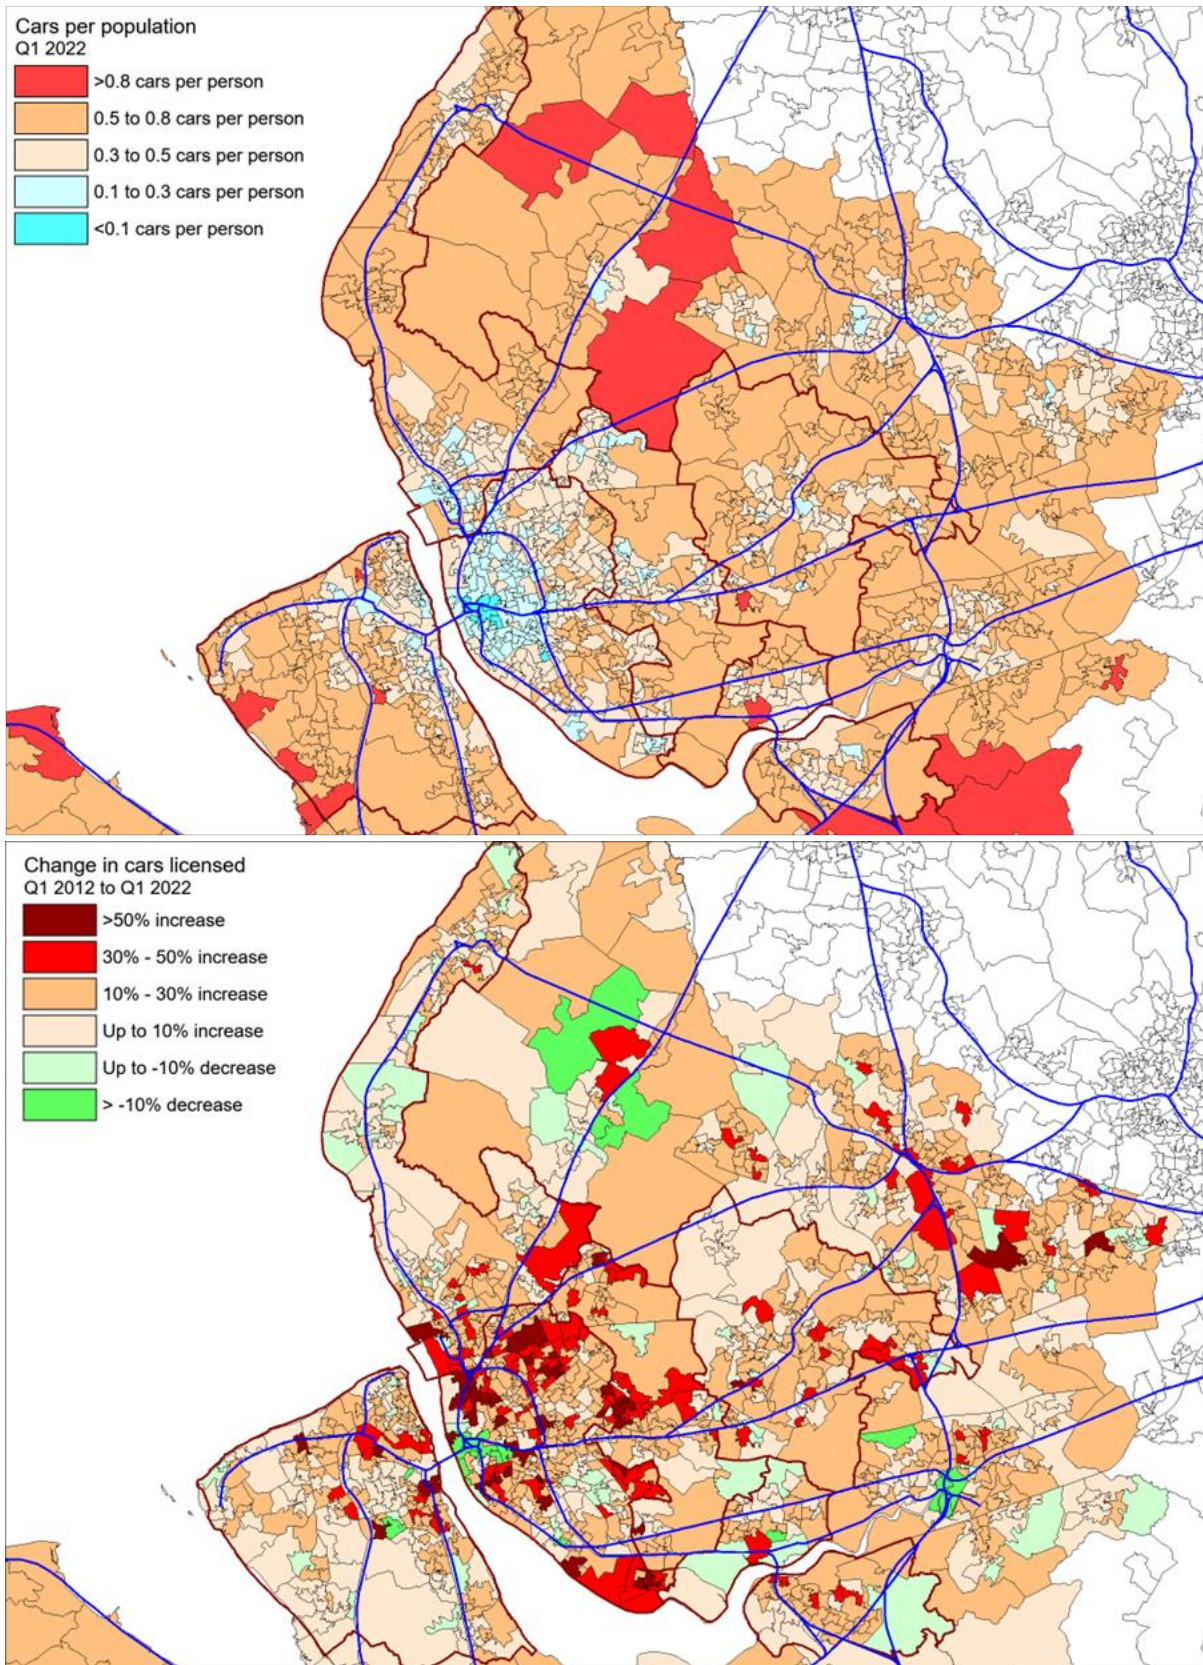 Cars per population
Q1 2022
>0.8 cars per person
0.5 to 0.8 cars per person
0.3 to 0.5 cars per person
0.1 to 0.3 cars per person
<0.1 cars per person
Change in cars licensed
Q1 2012 to Q1 2022
>50% increase
30% - 50% increase
10% - 30% increase
Up to 10% increase
Up to -10% decrease
> -10% decrease